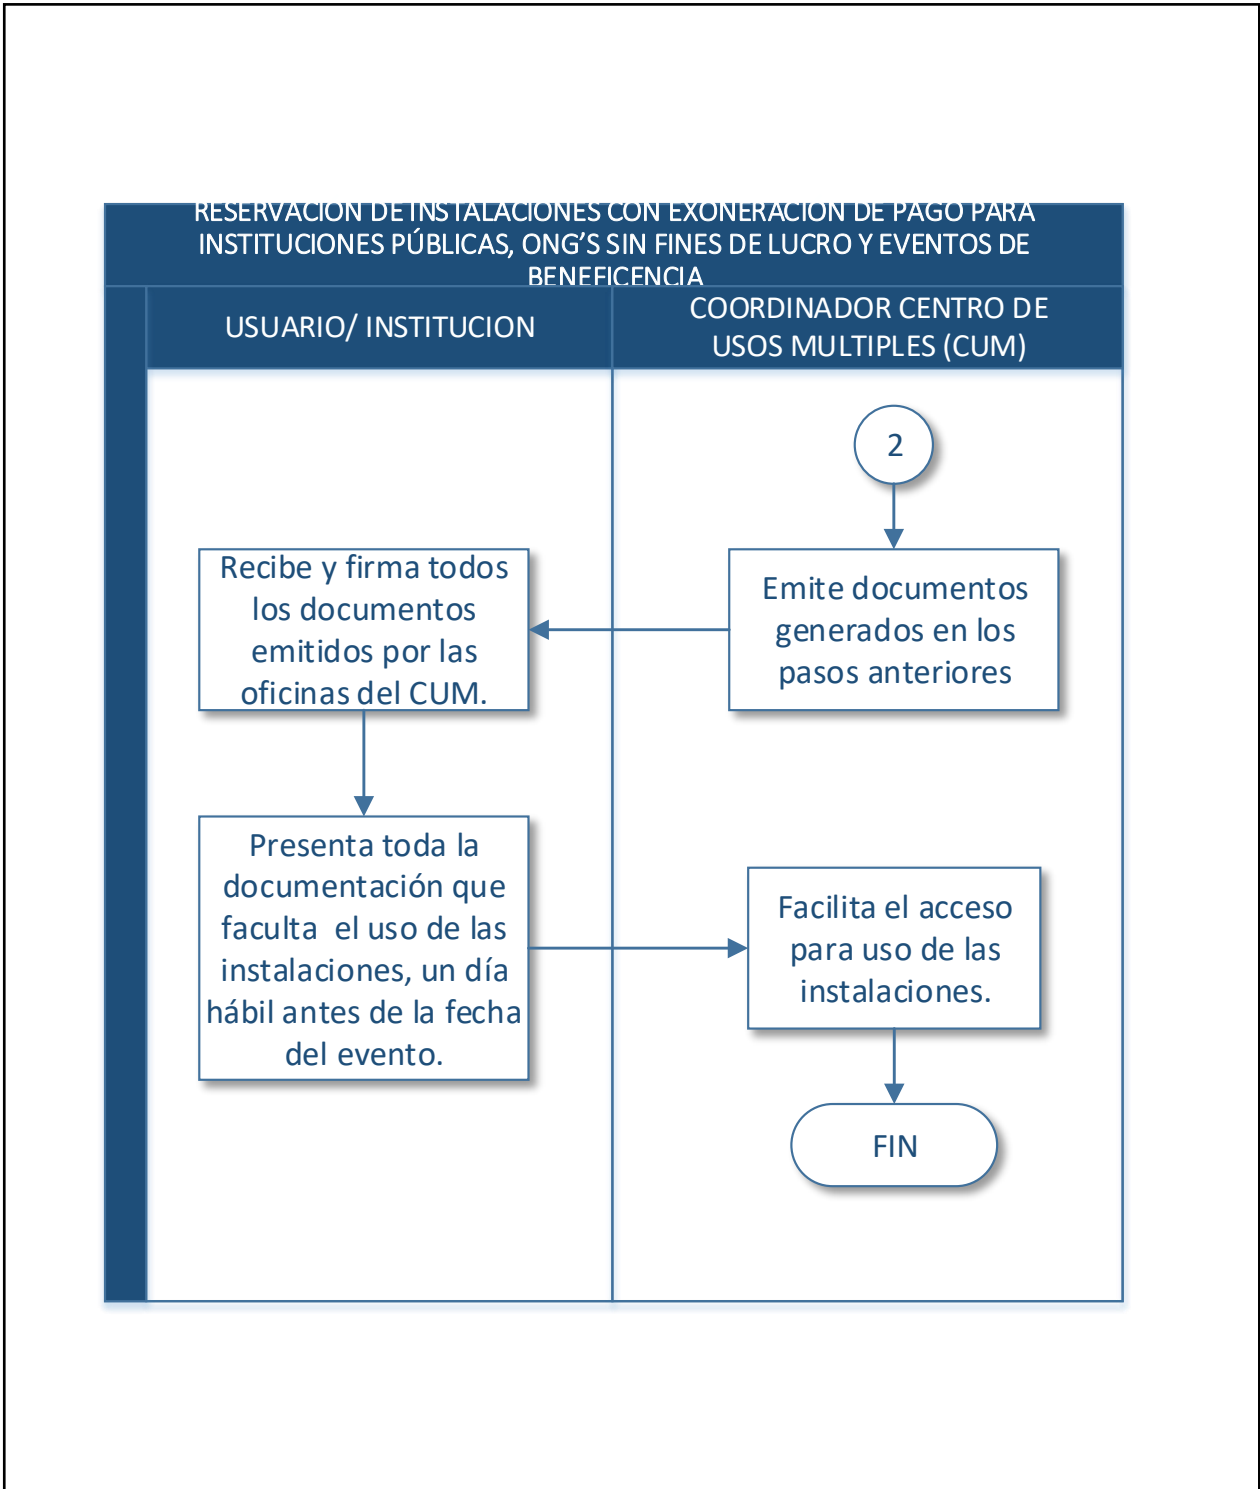 RESERVACION DE INSTALACIONES CON EXONERACION DE PAGO PARA
INSTITUCIONES PÚBLICAS, ONG'S SIN FINES DE LUCRO Y EVENTOS DE
BENEFICENCIA
USUARIO/ INSTITUCION
COORDINADOR CENTRO DE
USOS MULTIPLES (CUM)
2
Emite documentos
generados en los
pasos anteriores
Recibe y firma todos
los documentos
emitidos por las
oficinas del CUM.
Presenta toda la
documentación que
faculta  el uso de las
instalaciones, un día
hábil antes de la fecha
del evento.
Facilita el acceso
para uso de las
instalaciones.
FIN